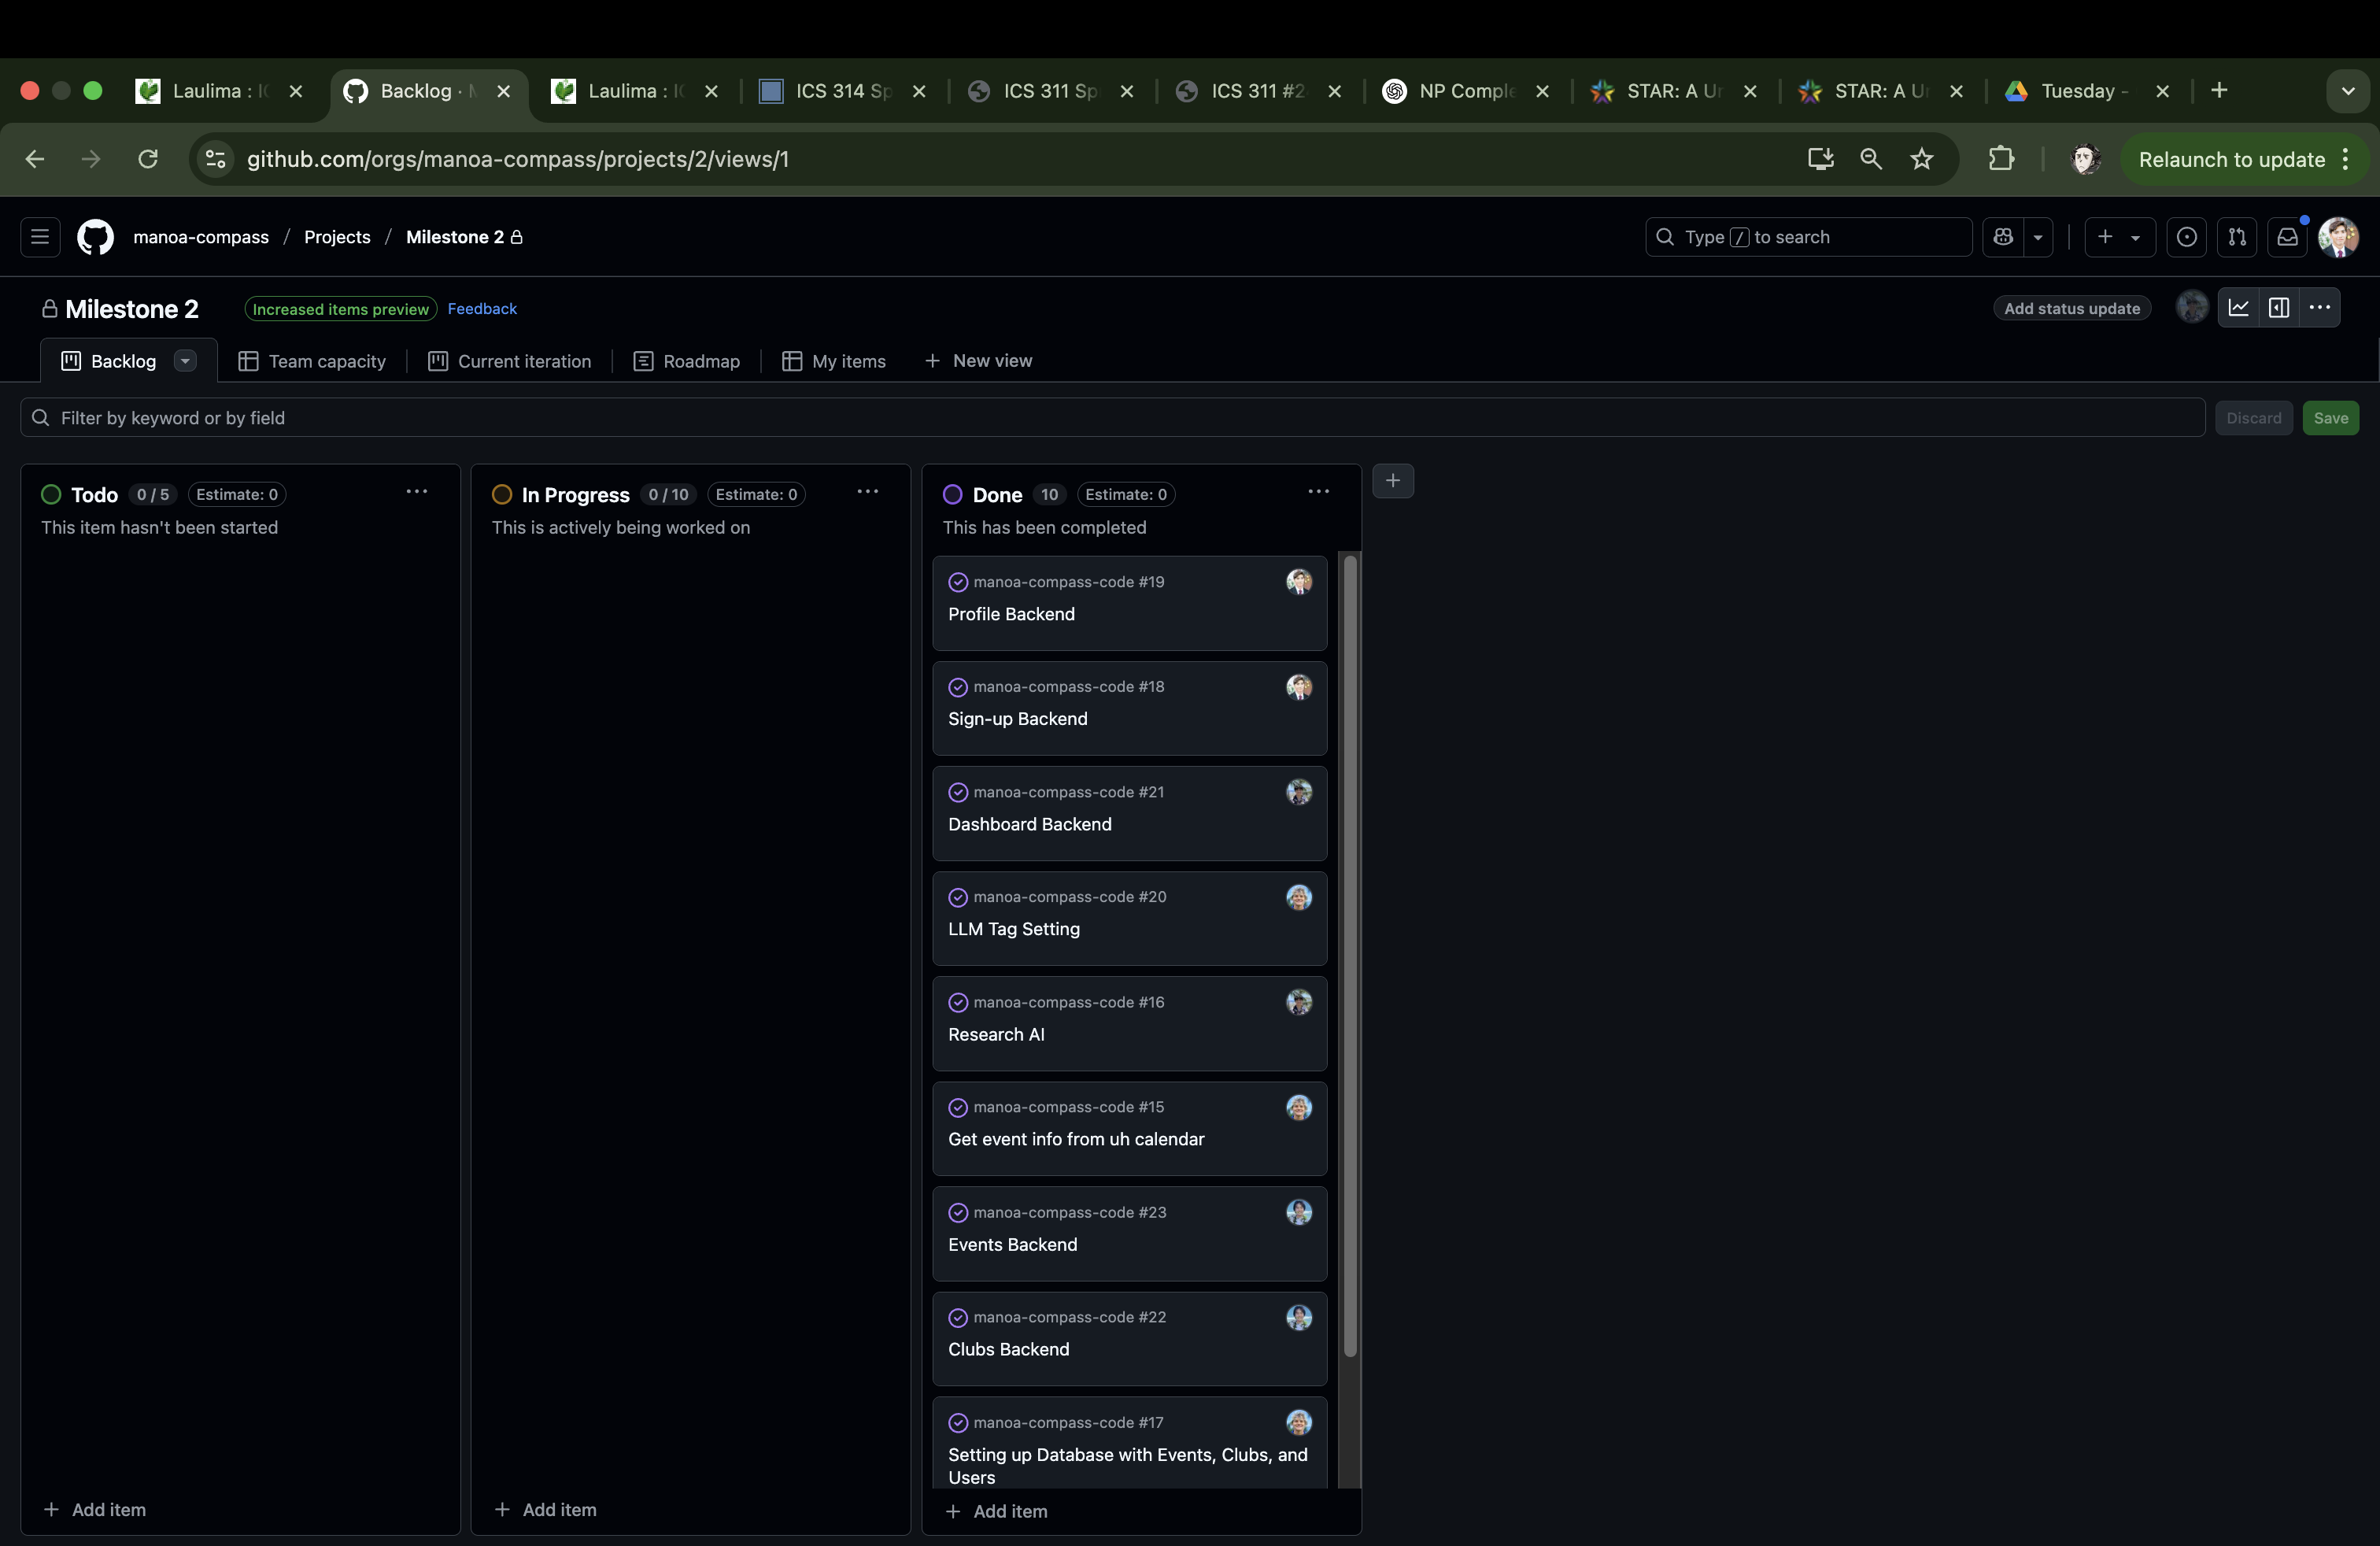 Laulima : I
Backlog ·
Laulima : I
ICS 314 Sp
ICS 311 Sp
ICS 311 #2
NP Comple
STAR: A Un
STAR: A Un
Tuesday -
github.com/orgs/manoa-compass/projects/2/views/1
Relaunch to update
manoa-compass / Projects / Milestone 2
Type / to search
Milestone 2
Increased items preview
Feedback
Add status update
Backlog
Team capacity
Current iteration
Roadmap
My items
New view
Filter by keyword or by field
Discard
Save
Todo 0 / 5 Estimate: 0
This item hasn't been started
Add item
In Progress 0 / 10 Estimate: 0
This is actively being worked on
Add item
Done 10 Estimate: 0
This has been completed
manoa-compass-code #19
Profile Backend
manoa-compass-code #18
Sign-up Backend
manoa-compass-code #21
Dashboard Backend
manoa-compass-code #20
LLM Tag Setting
manoa-compass-code #16
Research AI
manoa-compass-code #15
Get event info from uh calendar
manoa-compass-code #23
Events Backend
manoa-compass-code #22
Clubs Backend
manoa-compass-code #17
Setting up Database with Events, Clubs, and
Users
Add item